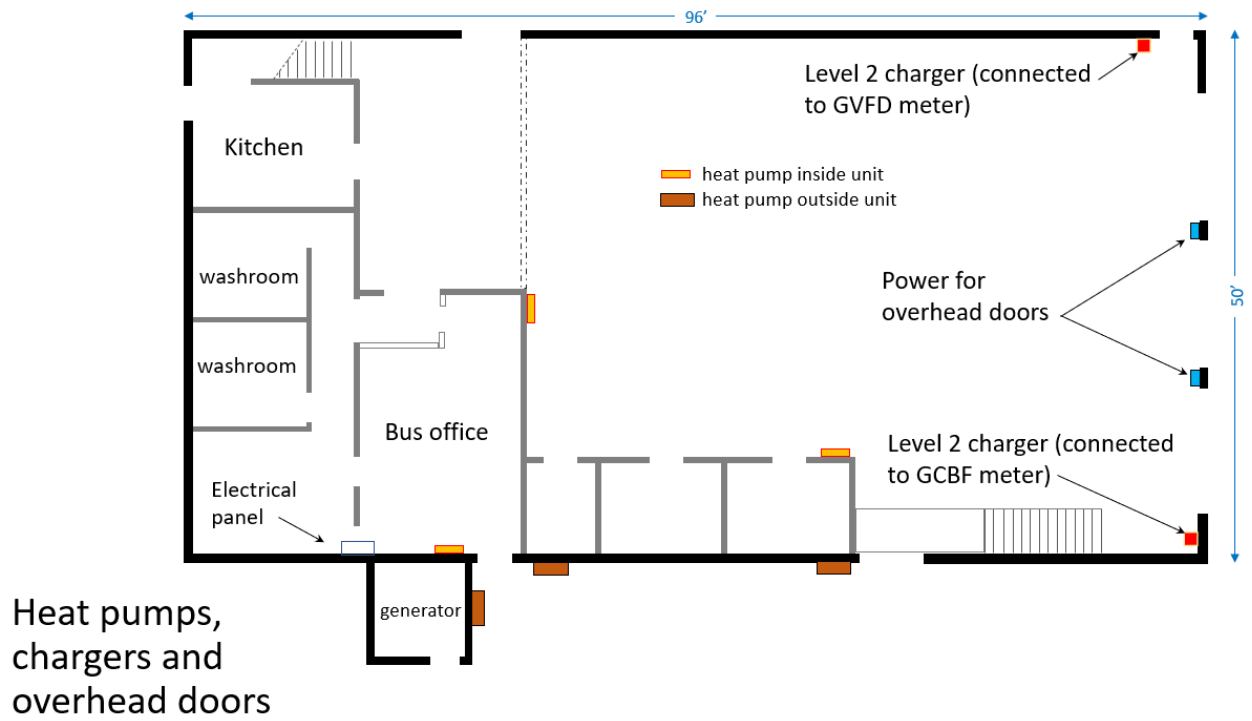 96’
Level 2 charger (connected
to GVFD meter)
Kitchen
heat pump inside unit
heat pump outside unit
washroom
Power for
overhead doors
50’
washroom
Bus office
Level 2 charger (connected
to GCBF meter)
Electrical
panel
generator
Heat pumps,
chargers and
overhead doors